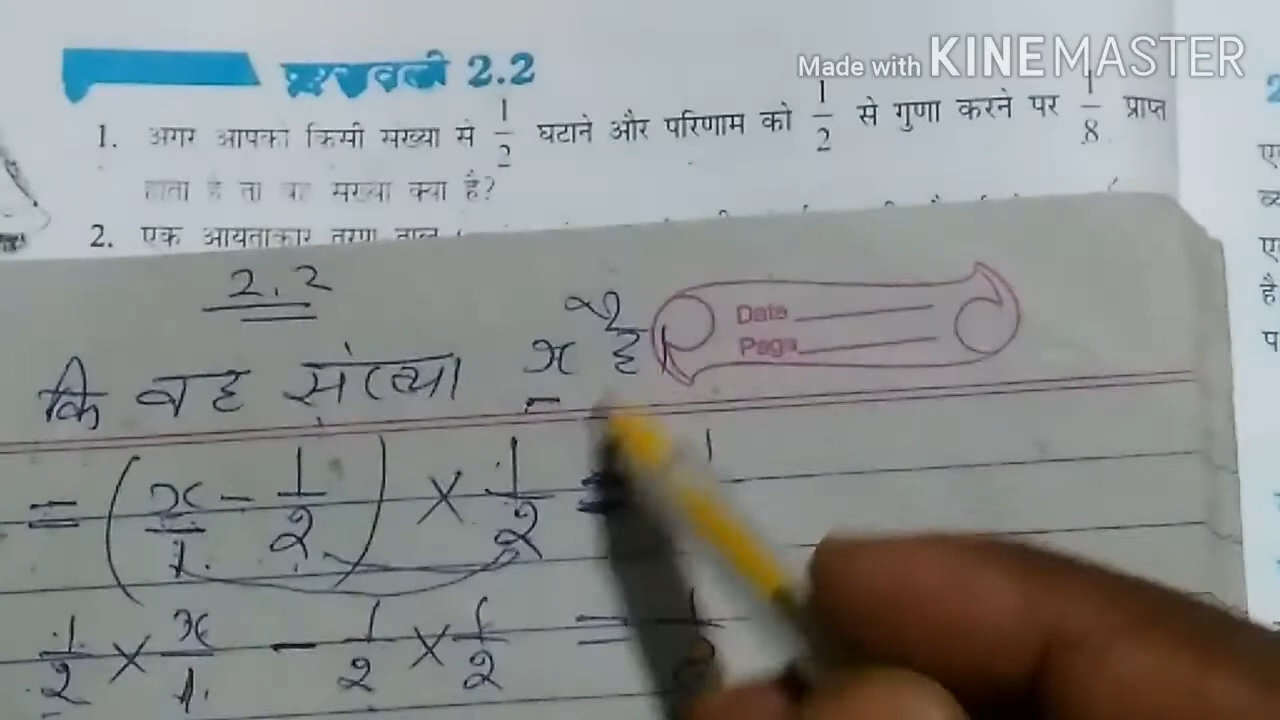 Made with KINEMASTER
प्रश्नावली 2.2
1. अगर आपको किसी संख्या से 1/2 घटाने और परिणाम को 1/2 से गुणा करने पर 1/8 प्राप्त
होता है तो वह संख्या क्या है?
2. एक आयताकार तरण ताल
2.2
Date
Page
कि वह संख्या x है।
= (x/1 - 1/2) × 1/2 = 1
1/2 × x/1 - 1/2 × 1/2 =